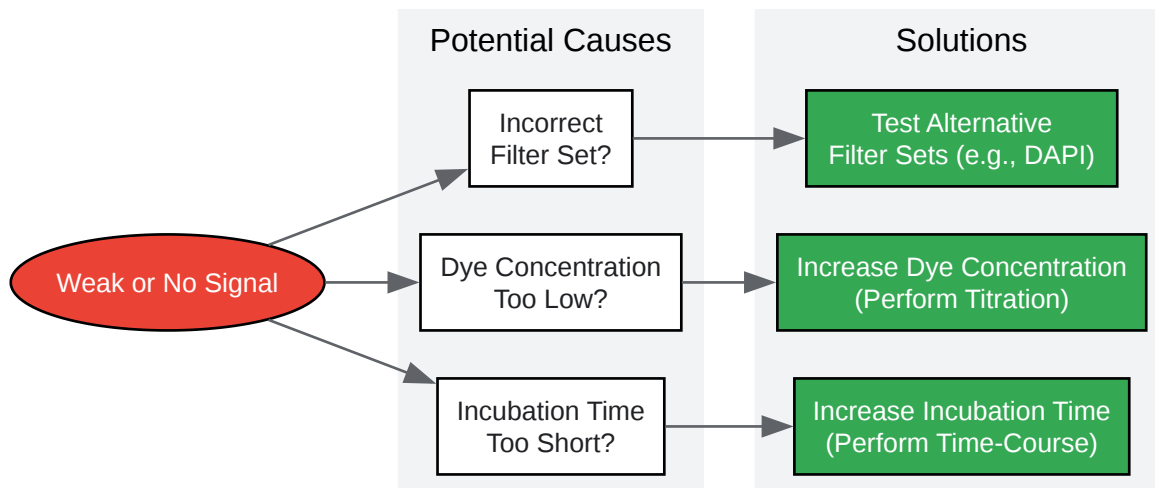 Potential Causes
Solutions
Incorrect
Filter Set?
Test Alternative
Filter Sets (e.g., DAPI)
Weak or No Signal
Dye Concentration
Too Low?
Increase Dye Concentration
(Perform Titration)
Incubation Time
Too Short?
Increase Incubation Time
(Perform Time-Course)